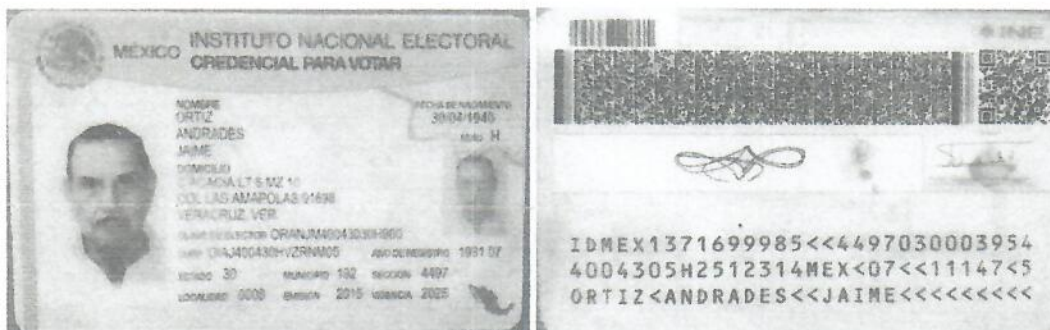 MÉXICO INSTITUTO NACIONAL ELECTORAL
CREDENCIAL PARA VOTAR
NOMBRE
ORTIZ
ANDRADES
JAIME
FECHA DE NACIMIENTO
30/04/1940
SEXO H
DOMICILIO
C ACACIA LT 5 MZ 10
COL LAS AMAPOLAS 91698
VERACRUZ, VER.
CLAVE DE ELECTOR ORANJM40043030H900
CURP OIAJ400430HVZRNM05 AÑO DE REGISTRO 1991 07
ESTADO 30 MUNICIPIO 192 SECCIÓN 4497
LOCALIDAD EMISIÓN 2015 VIGENCIA 2025
INE
IDMEX1371699985<<4497030003954
4004305H2512314MEX<07<<11147<5
ORTIZ<ANDRADES<<JAIME<<<<<<<<<